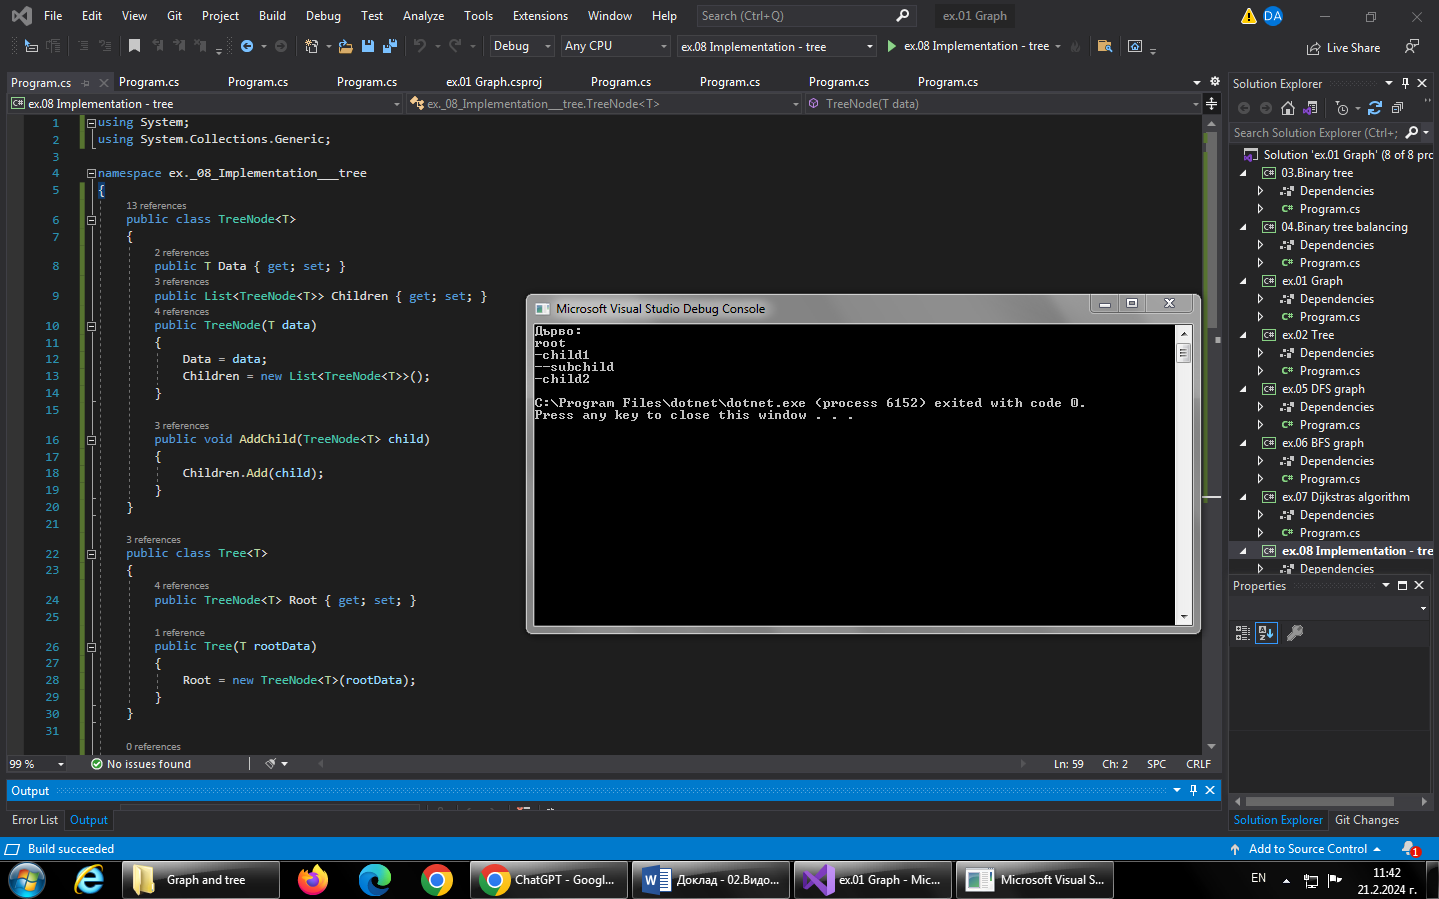 File Edit View Git Project Build Debug Test Analyze Tools Extensions Window Help Search (Ctrl+Q) ex.01 Graph DA
Debug Any CPU ex.08 Implementation - tree ex.08 Implementation - tree Live Share
Program.cs Program.cs Program.cs Program.cs ex.01 Graph.csproj Program.cs Program.cs Program.cs Program.cs
C# ex.08 Implementation - tree ex._08_Implementation___tree.TreeNode<T> TreeNode(T data)
1 using System;
2 using System.Collections.Generic;
3
4 namespace ex._08_Implementation___tree
5 {
13 references
6 public class TreeNode<T>
7 {
2 references
8 public T Data { get; set; }
3 references
9 public List<TreeNode<T>> Children { get; set; }
4 references
10 public TreeNode(T data)
11 {
12 Data = data;
13 Children = new List<TreeNode<T>>();
14 }
15
3 references
16 public void AddChild(TreeNode<T> child)
17 {
18 Children.Add(child);
19 }
20 }
21
3 references
22 public class Tree<T>
23 {
4 references
24 public TreeNode<T> Root { get; set; }
25
1 reference
26 public Tree(T rootData)
27 {
28 Root = new TreeNode<T>(rootData);
29 }
30 }
31
0 references
99 % No issues found Ln: 59 Ch: 2 SPC CRLF
Microsoft Visual Studio Debug Console
Дърво:
root
-child1
--subchild
-child2
C:\Program Files\dotnet\dotnet.exe (process 6152) exited with code 0.
Press any key to close this window . . .
Solution Explorer
Search Solution Explorer (Ctrl+;
Solution 'ex.01 Graph' (8 of 8 pro
C# 03.Binary tree
Dependencies
C# Program.cs
C# 04.Binary tree balancing
Dependencies
C# Program.cs
C# ex.01 Graph
Dependencies
C# Program.cs
C# ex.02 Tree
Dependencies
C# Program.cs
C# ex.05 DFS graph
Dependencies
C# Program.cs
C# ex.06 BFS graph
Dependencies
C# Program.cs
C# ex.07 Dijkstras algorithm
Dependencies
C# Program.cs
C# ex.08 Implementation - tre
Dependencies
Properties
Solution Explorer Git Changes
Output
Error List Output
Build succeeded Add to Source Control 1
Graph and tree ChatGPT - Googl... Доклад - 02.Видо... ex.01 Graph - Mic... Microsoft Visual S... EN 11:42
21.2.2024 г.